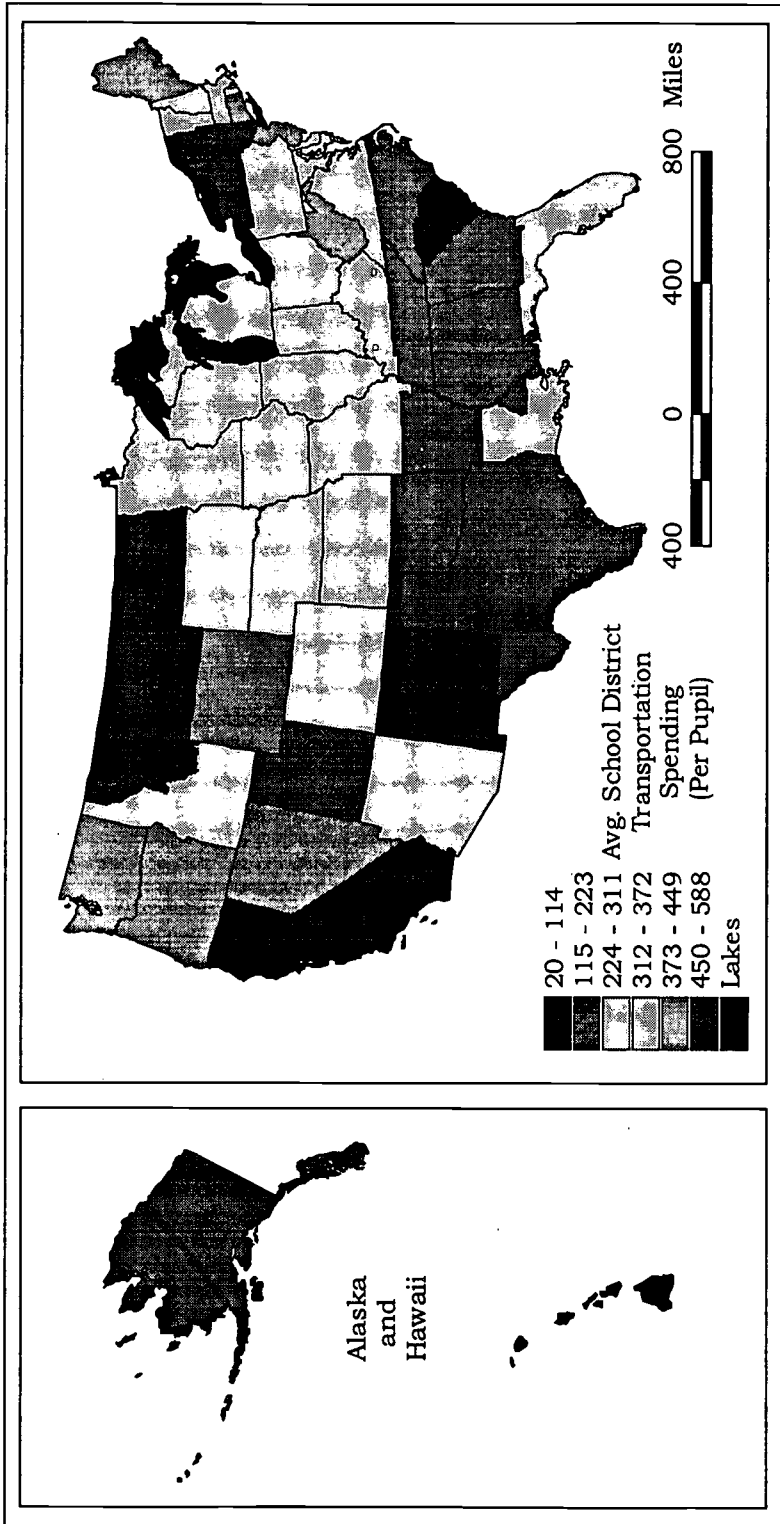 Alaska
and
Hawaii
Avg. School District
Transportation
Spending
(Per Pupil)
20 - 114
115 - 223
224 - 311
312 - 372
373 - 449
450 - 588
Lakes
400 0 400 800 Miles